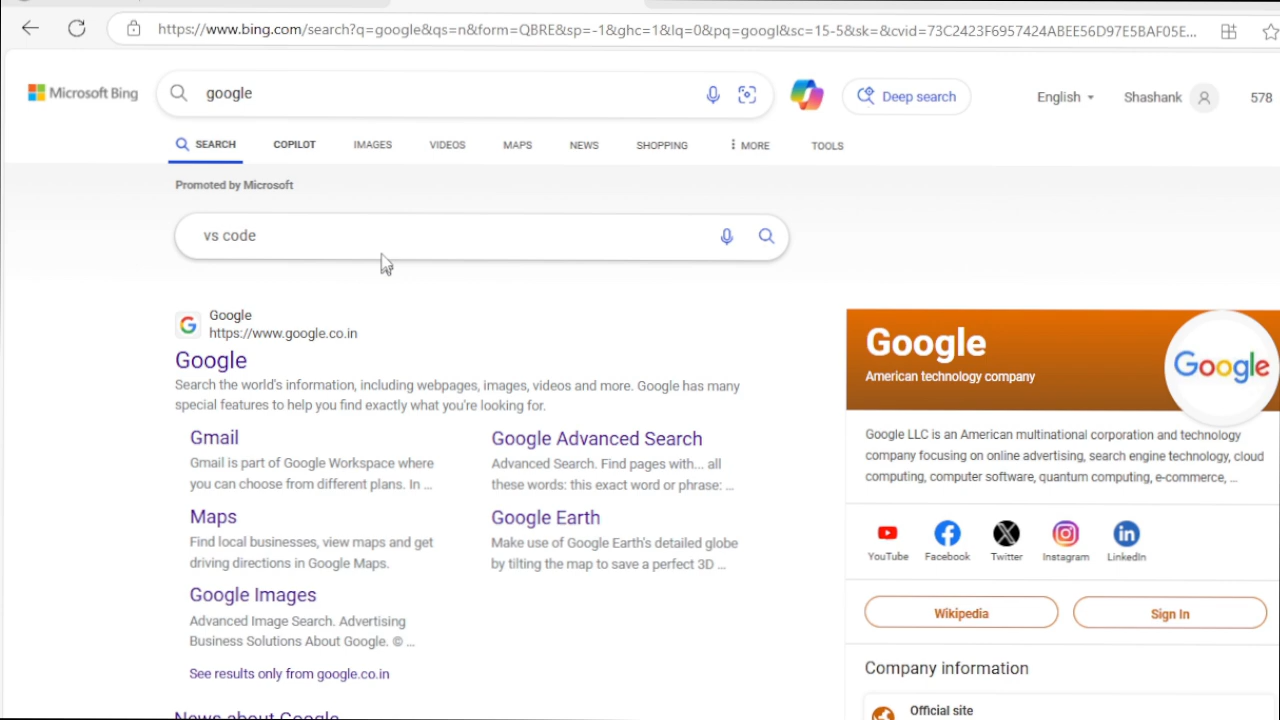 https://www.bing.com/search?q=google&qs=n&form=QBRE&sp=-1&ghc=1&lq=0&pq=googl&sc=15-5&sk=&cvid=73C2423F6957424ABEE56D97E5BAF05E...
Microsoft Bing
google
Deep search
English
Shashank
578
SEARCH
COPILOT
IMAGES
VIDEOS
MAPS
NEWS
SHOPPING
MORE
TOOLS
Promoted by Microsoft
vs code
Google
https://www.google.co.in
Google
Search the world's information, including webpages, images, videos and more. Google has many
special features to help you find exactly what you're looking for.
Gmail
Gmail is part of Google Workspace where
you can choose from different plans. In ...
Google Advanced Search
Advanced Search. Find pages with... all
these words: this exact word or phrase: ...
Maps
Find local businesses, view maps and get
driving directions in Google Maps.
Google Earth
Make use of Google Earth's detailed globe
by tilting the map to save a perfect 3D ...
Google Images
Advanced Image Search. Advertising
Business Solutions About Google. © ...
See results only from google.co.in
News about Google
Google
American technology company
Google
Google LLC is an American multinational corporation and technology
company focusing on online advertising, search engine technology, cloud
computing, computer software, quantum computing, e-commerce, ...
YouTube
Facebook
Twitter
Instagram
LinkedIn
Wikipedia
Sign In
Company information
Official site